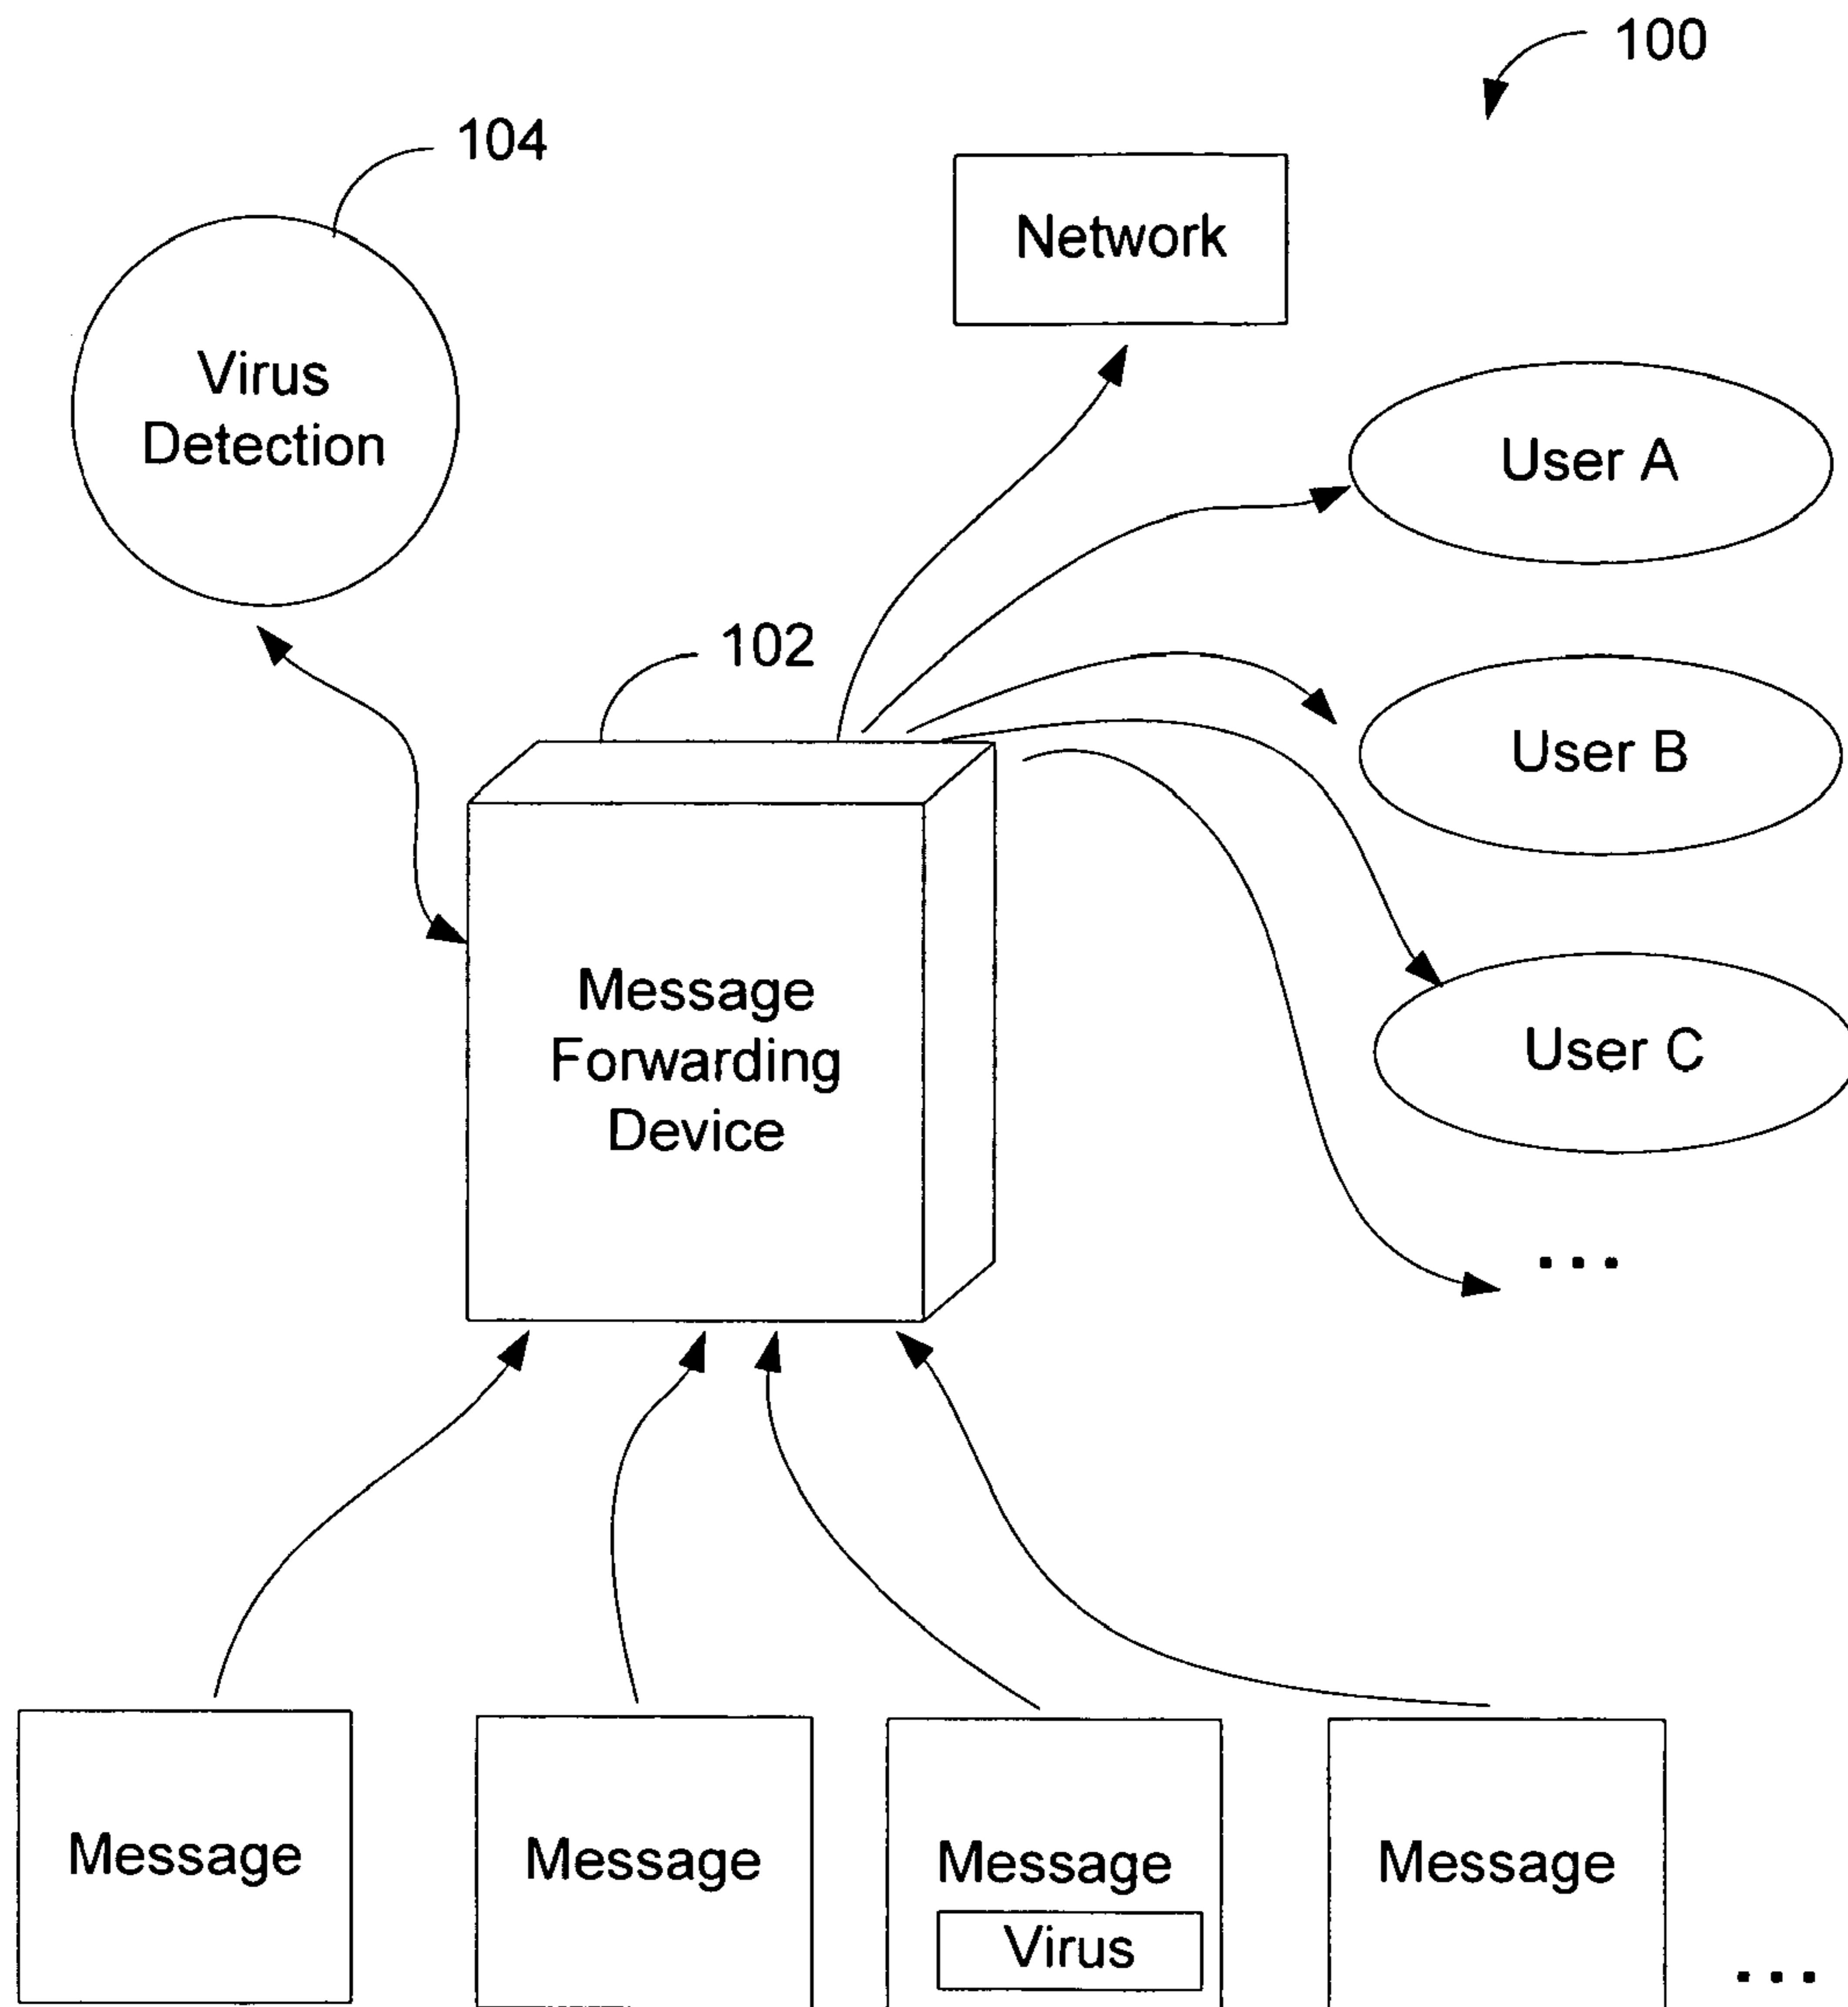 100
104
Network
Virus
Detection
User A
102
User B
Message
Forwarding
Device
User C
...
Message
Message
Message
Virus
Message
...